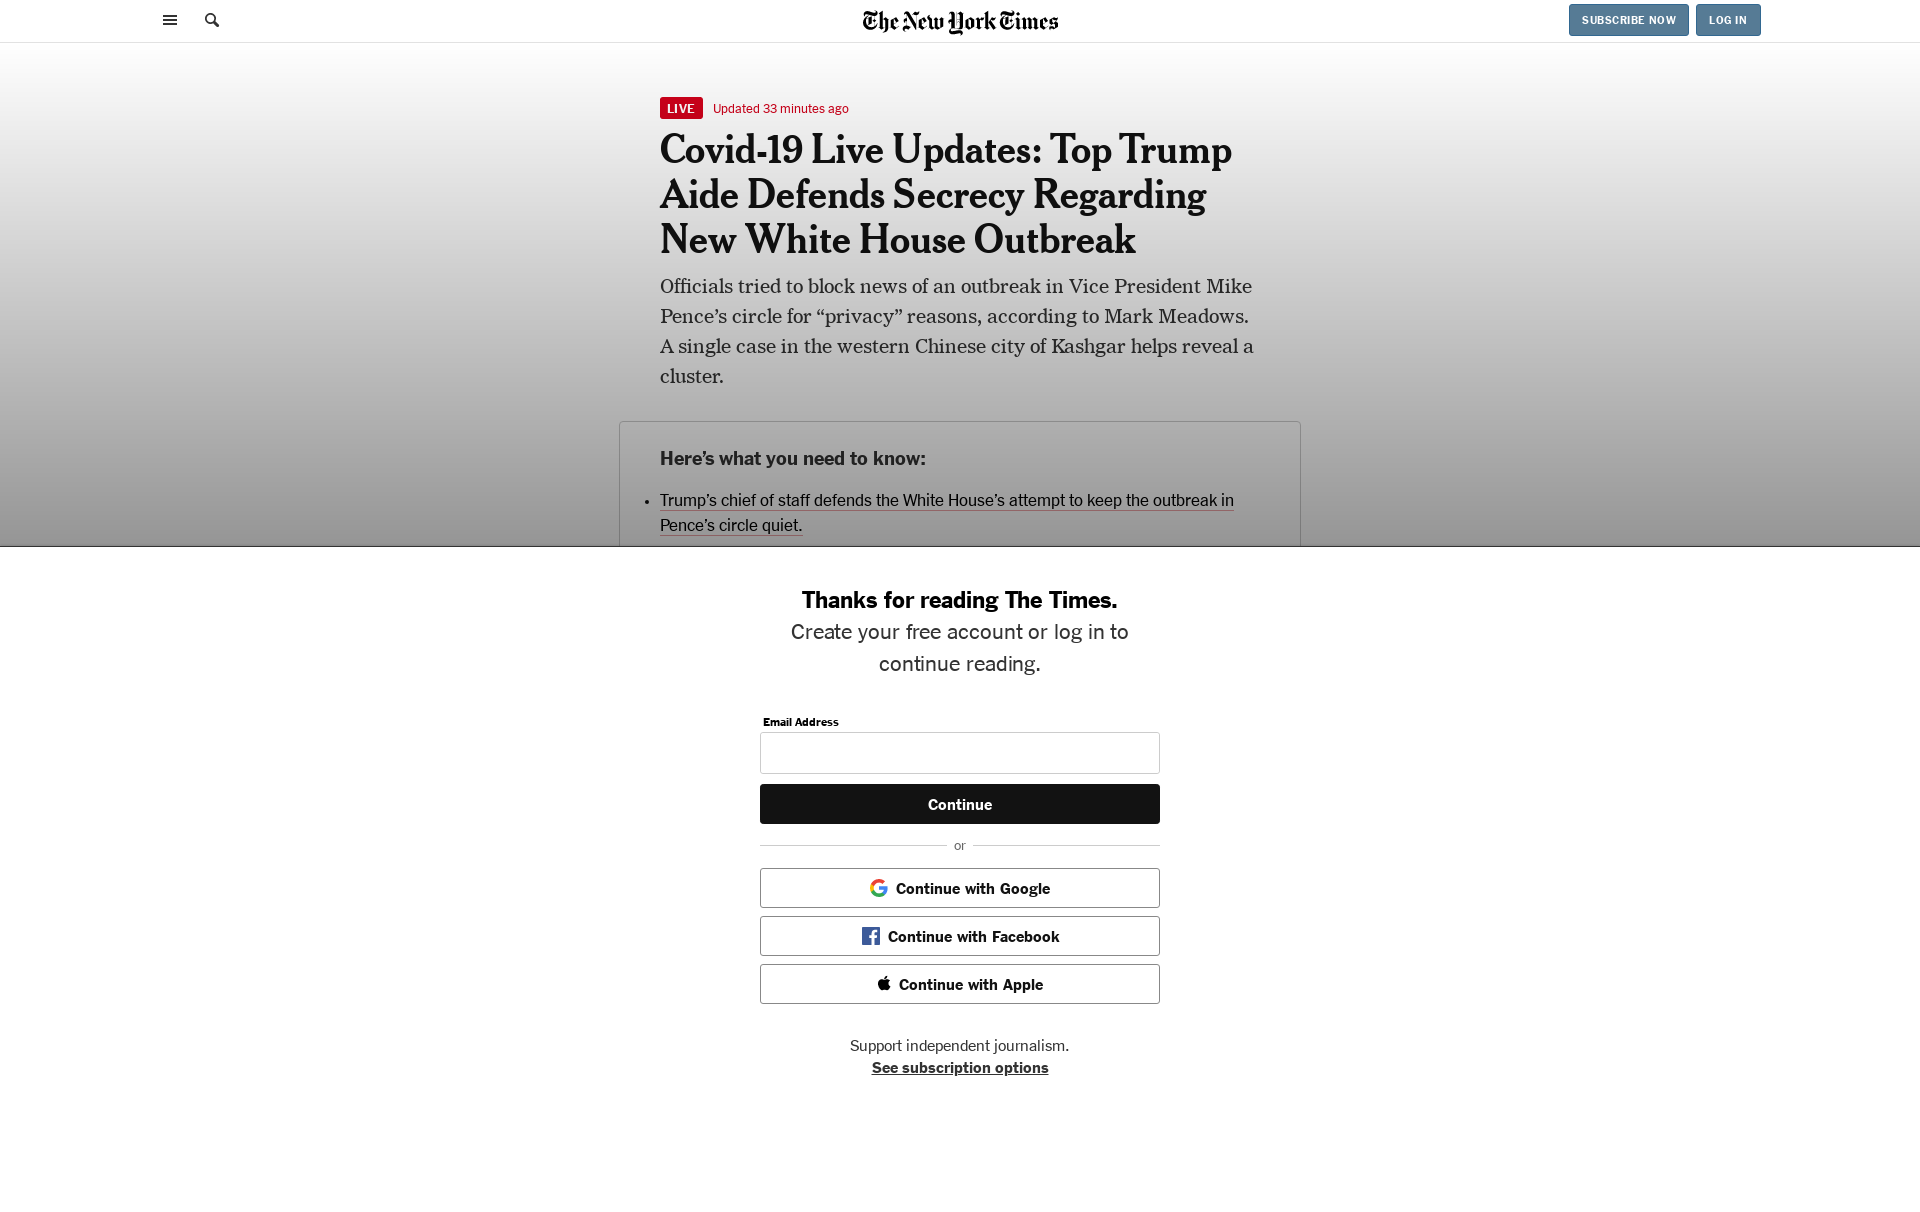 The New York Times
SUBSCRIBE NOW
LOG IN
LIVE
Updated 33 minutes ago
Covid-19 Live Updates: Top Trump
Aide Defends Secrecy Regarding
New White House Outbreak
Officials tried to block news of an outbreak in Vice President Mike
Pence’s circle for “privacy” reasons, according to Mark Meadows.
A single case in the western Chinese city of Kashgar helps reveal a
cluster.
Here’s what you need to know:
• Trump’s chief of staff defends the White House’s attempt to keep the outbreak in
Pence’s circle quiet.
Thanks for reading The Times.
Create your free account or log in to
continue reading.
Email Address
Continue
or
Continue with Google
Continue with Facebook
Continue with Apple
Support independent journalism.
See subscription options